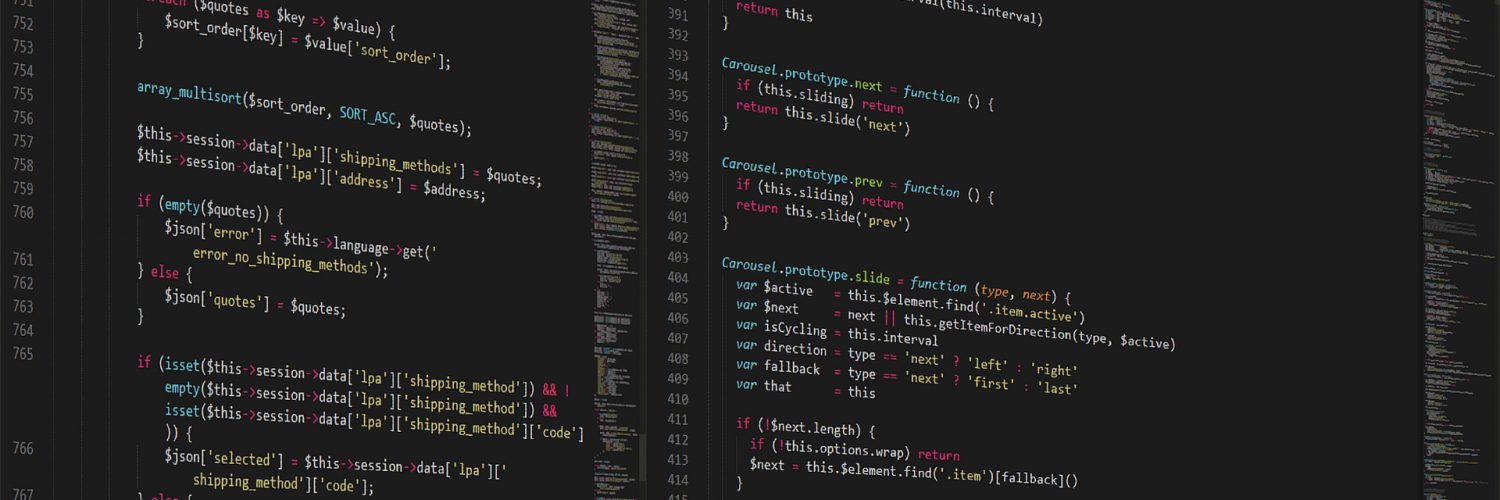 751 ($quotes as $key => $value) {
752 $sort_order[$key] = $value['sort_order'];
753 }
754
755 array_multisort($sort_order, SORT_ASC, $quotes);
756
757 $this->session->data['lpa']['shipping_methods'] = $quotes;
758 $this->session->data['lpa']['address'] = $address;
759 if (empty($quotes)) {
760 $json['error'] = $this->language->get('
error_no_shipping_methods');
761 } else {
762 $json['quotes'] = $quotes;
763 }
764
765 if (isset($this->session->data['lpa']['shipping_method']) && !
empty($this->session->data['lpa']['shipping_method']) &&
isset($this->session->data['lpa']['shipping_method']['code']
)) {
766 $json['selected'] = $this->session->data['lpa']['
shipping_method']['code'];
767 } else {
(this.interval)
391 return this
392 }
393
394 Carousel.prototype.next = function () {
395 if (this.sliding) return
396 return this.slide('next')
397 }
398
399 Carousel.prototype.prev = function () {
400 if (this.sliding) return
401 return this.slide('prev')
402 }
403
404 Carousel.prototype.slide = function (type, next) {
405 var $active = this.$element.find('.item.active')
406 var $next = next || this.getItemForDirection(type, $active)
407 var isCycling = this.interval
408 var direction = type == 'next' ? 'left' : 'right'
409 var fallback = type == 'next' ? 'first' : 'last'
410 var that = this
411
412 if (!$next.length) {
413 if (!this.options.wrap) return
414 $next = this.$element.find('.item')[fallback]()
415 }